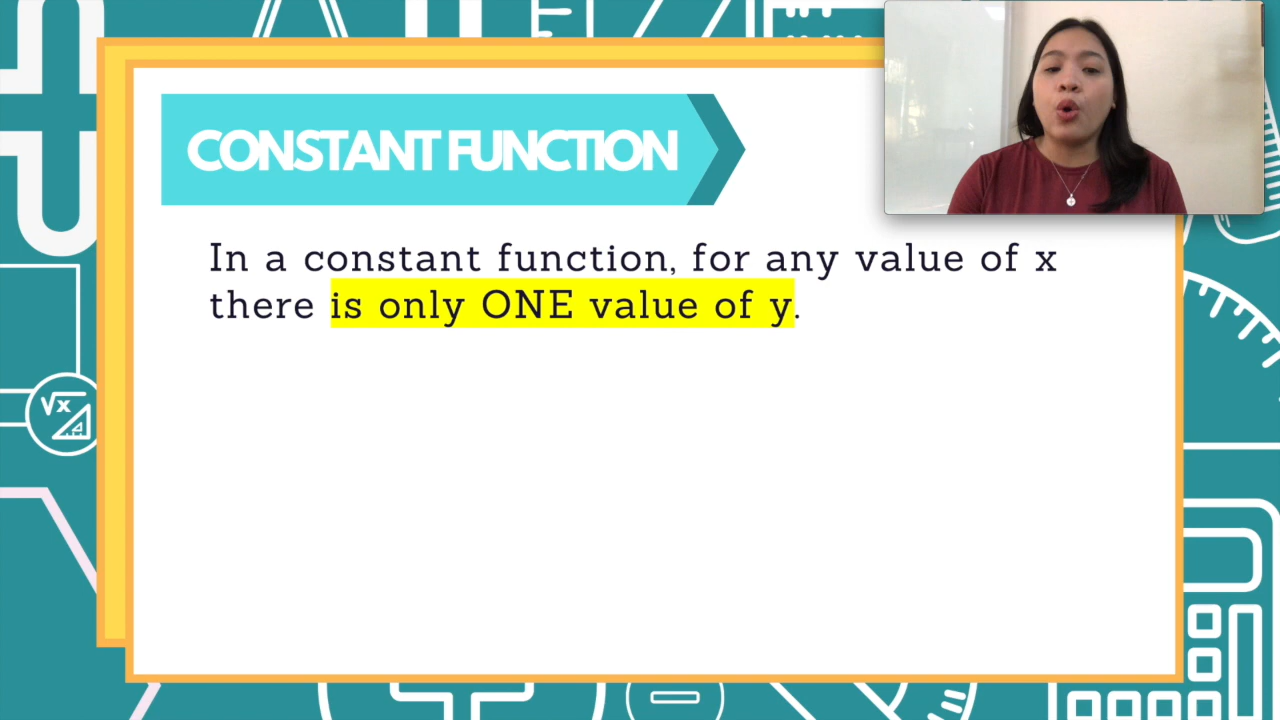 CONSTANT FUNCTION
In a constant function, for any value of x
there is only ONE value of y.
√x